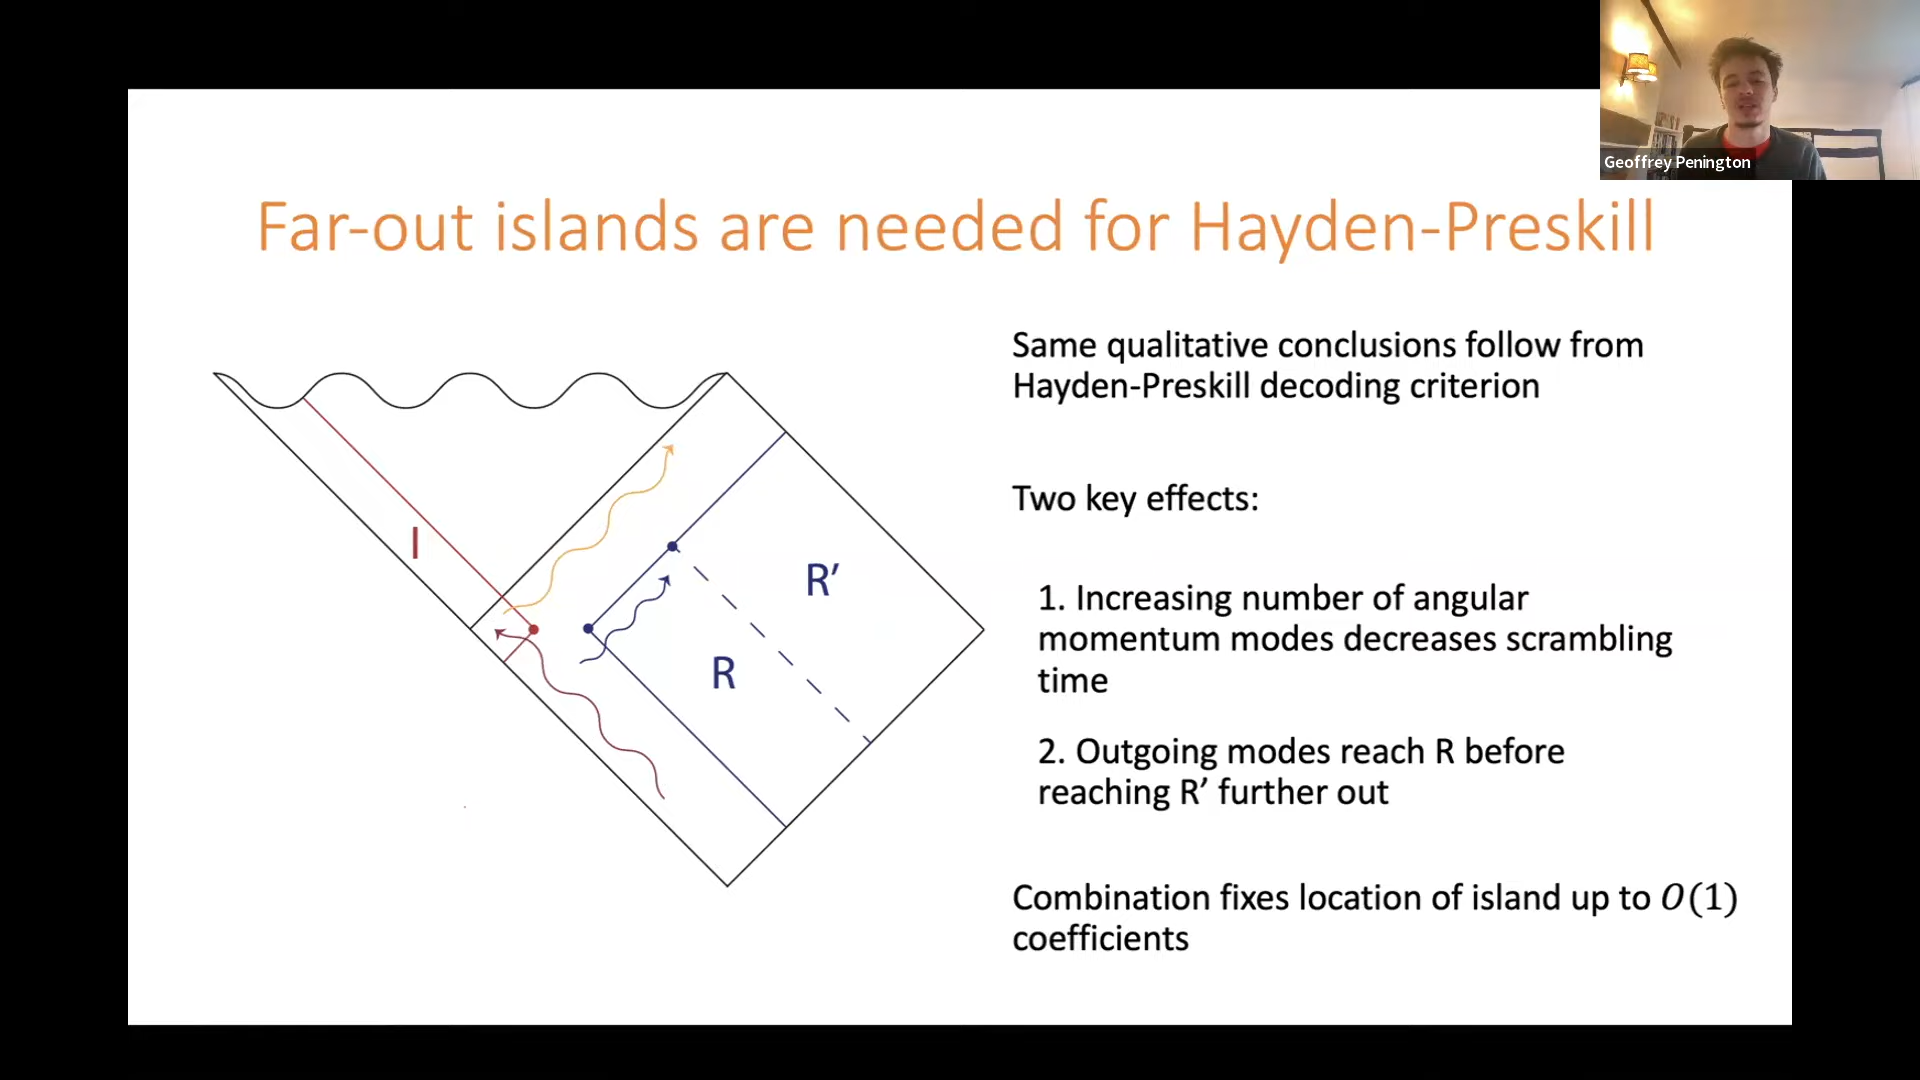 Geoffrey Penington
Far-out islands are needed for Hayden-Preskill
Same qualitative conclusions follow from
Hayden-Preskill decoding criterion
Two key effects:
1. Increasing number of angular
momentum modes decreases scrambling
time
2. Outgoing modes reach R before
reaching R’ further out
Combination fixes location of island up to O(1)
coefficients
I
R’
R